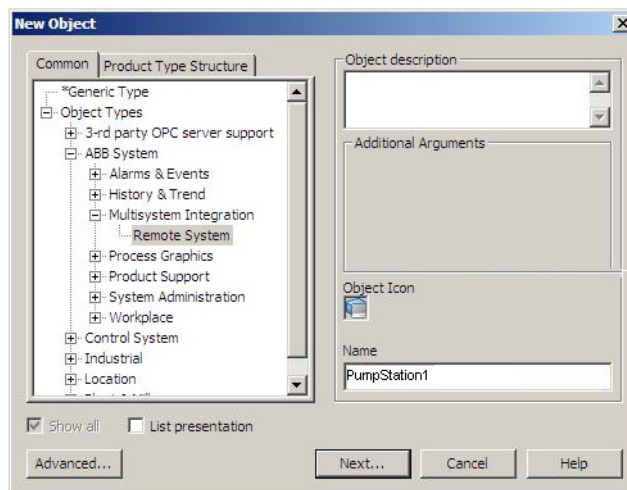 New Object
Common
Product Type Structure
*Generic Type
Object Types
3-rd party OPC server support
ABB System
Alarms & Events
History & Trend
Multisystem Integration
Remote System
Process Graphics
Product Support
System Administration
Workplace
Control System
Industrial
Location
Object description
Additional Arguments
Object Icon
Name
PumpStation1
Show all
List presentation
Advanced...
Next...
Cancel
Help